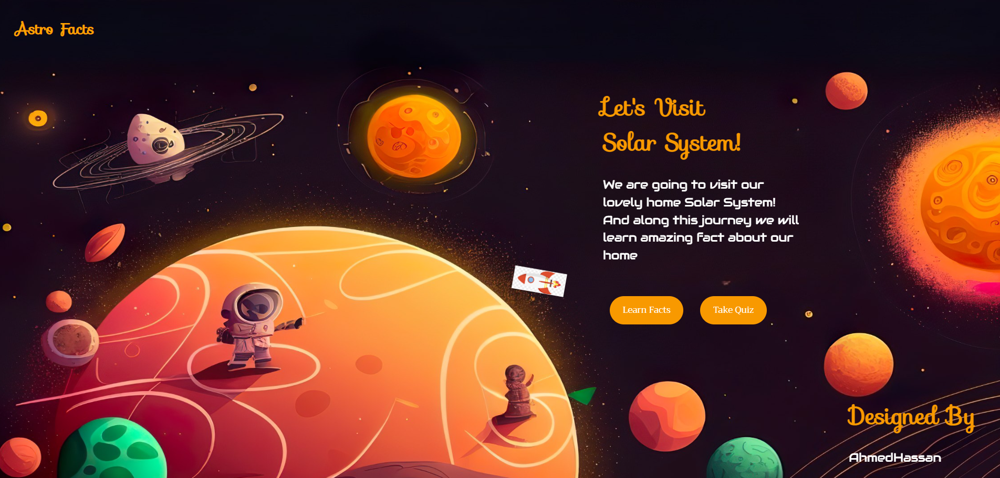 Astro Facts
Let's Visit
Solar System!
We are going to visit our
lovely home Solar System!
And along this journey we will
learn amazing fact about our
home
Learn Facts
Take Quiz
Designed By
AhmedHassan